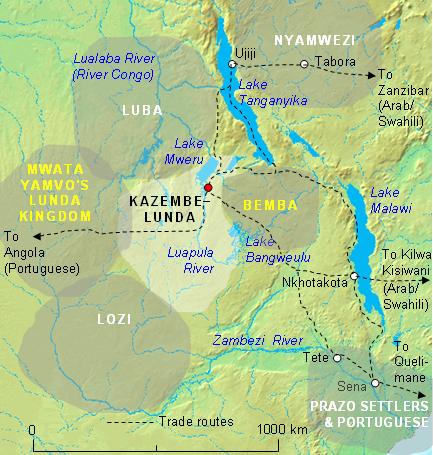 NYAMWEZI
Lualaba River
(River Congo)
Ujiji
Tabora
To
Zanzibar
(Arab/
Swahili)
Lake
Tanganyika
LUBA
Lake
Mweru
MWATA
YAMVO'S
LUNDA
KINGDOM
KAZEMBE-
LUNDA
BEMBA
Lake
Malawi
To
Angola
(Portuguese)
Luapula
River
Lake
Bangweulu
To Kilwa
Kisiwani
(Arab/
Swahili)
Nkhotakota
LOZI
Zambezi River
To
Queli-
mane
Tete
Sena
PRAZO SETTLERS
& PORTUGUESE
Trade routes
0
1000 km